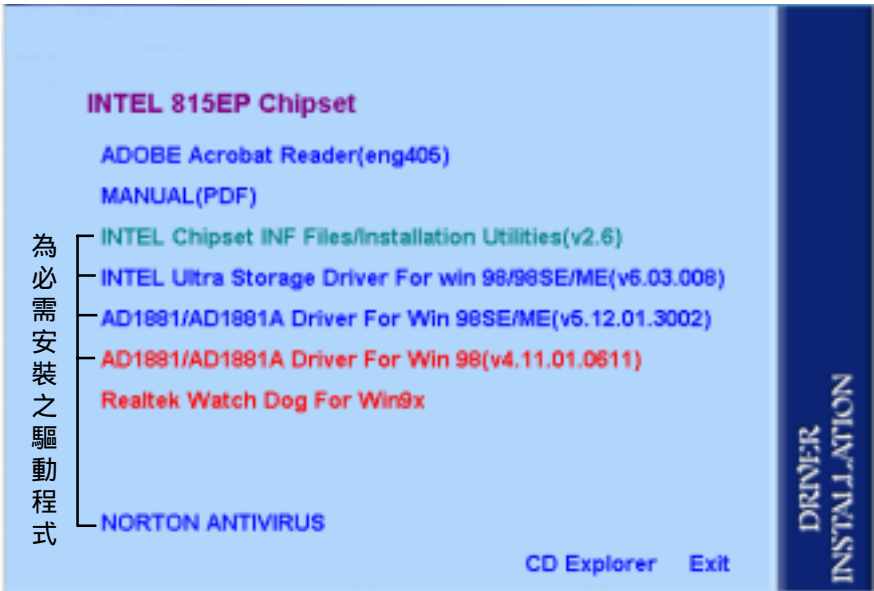 INTEL 815EP Chipset
ADOBE Acrobat Reader(eng405)
MANUAL(PDF)
INTEL Chipset INF Files/Installation Utilities(v2.6)
INTEL Ultra Storage Driver For win 98/98SE/ME(v6.03.008)
AD1881/AD1881A Driver For Win 98SE/ME(v5.12.01.3002)
AD1881/AD1881A Driver For Win 98(v4.11.01.0611)
Realtek Watch Dog For Win9x
NORTON ANTIVIRUS
CD Explorer Exit
為必需安裝之驅動程式
DRIVER
INSTALLATION